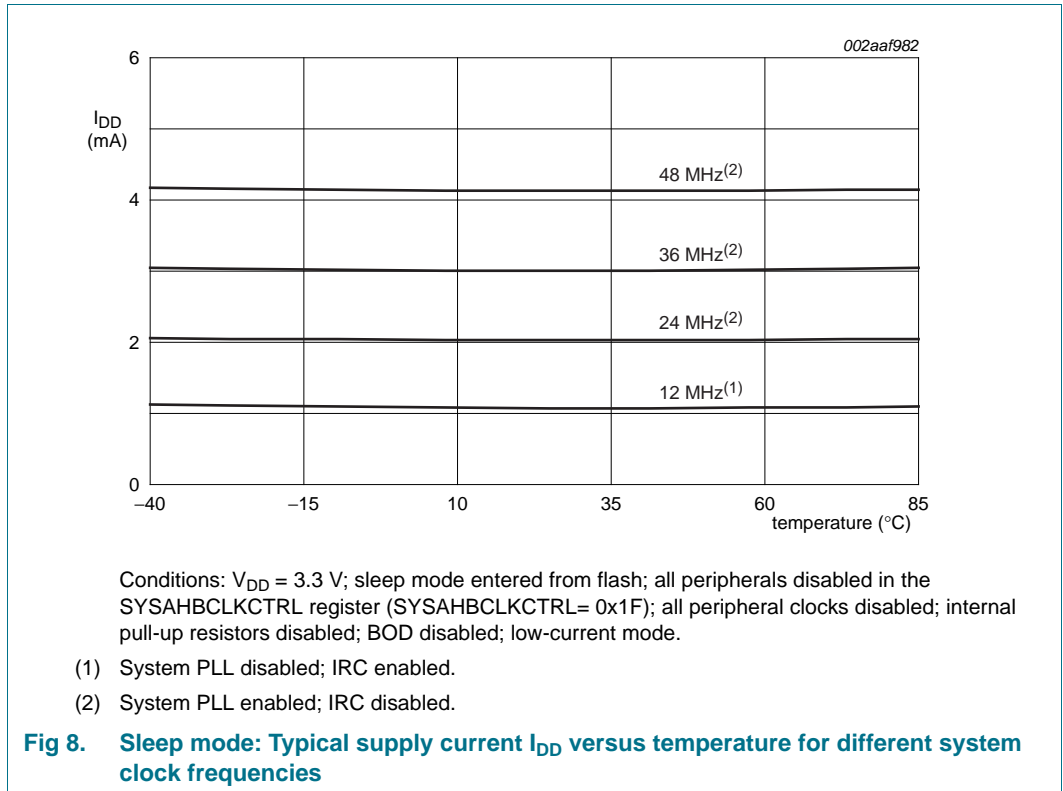 002aaf982
6
I_DD
(mA)
48 MHz(2)
4
36 MHz(2)
24 MHz(2)
2
12 MHz(1)
0
−40 −15 10 35 60 85
temperature (°C)
Conditions: V_DD = 3.3 V; sleep mode entered from flash; all peripherals disabled in the
SYSAHBCLKCTRL register (SYSAHBCLKCTRL= 0x1F); all peripheral clocks disabled; internal
pull-up resistors disabled; BOD disabled; low-current mode.
(1) System PLL disabled; IRC enabled.
(2) System PLL enabled; IRC disabled.
Fig 8. Sleep mode: Typical supply current I_DD versus temperature for different system
clock frequencies